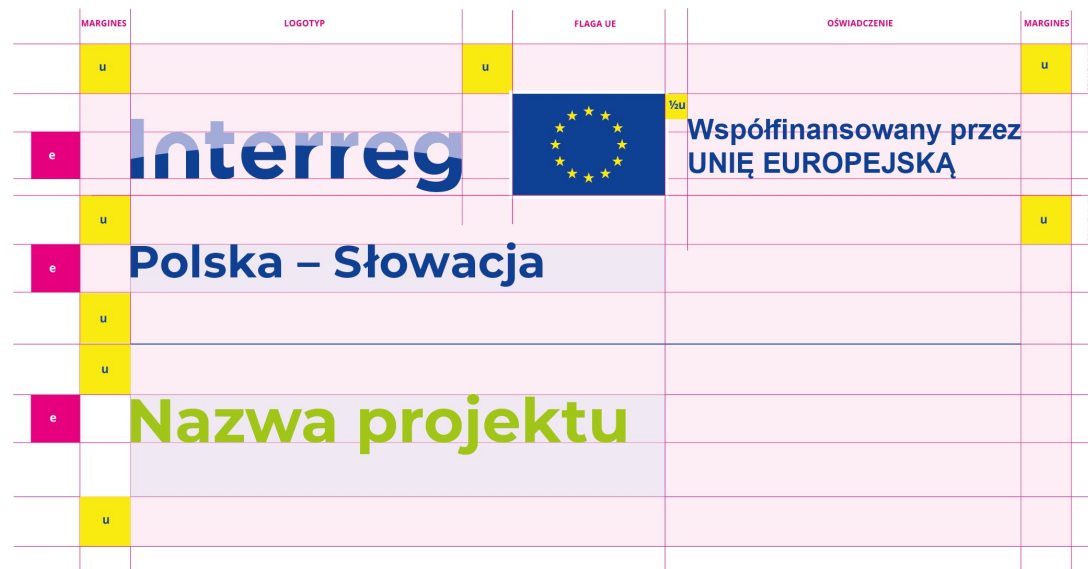 MARGINES LOGOTYP FLAGA UE OŚWIADCZENIE MARGINES
u u u
½u
Interreg
Współfinansowany przez
UNIĘ EUROPEJSKĄ
e
u u
e
Polska – Słowacja
u
u
e
Nazwa projektu
u